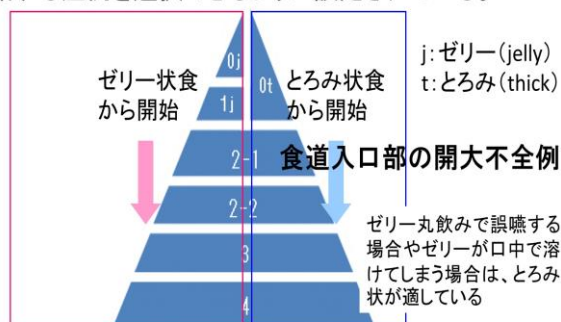 j:ゼリー(jelly)
t:とろみ(thick)
ゼリー状食
から開始
とろみ状食
から開始
0j
0t
1j
2-1
食道入口部の開大不全例
2-2
3
4
ゼリー丸飲みで誤嚥する
場合やゼリーが口中で溶
けてしまう場合は、とろみ
状が適している